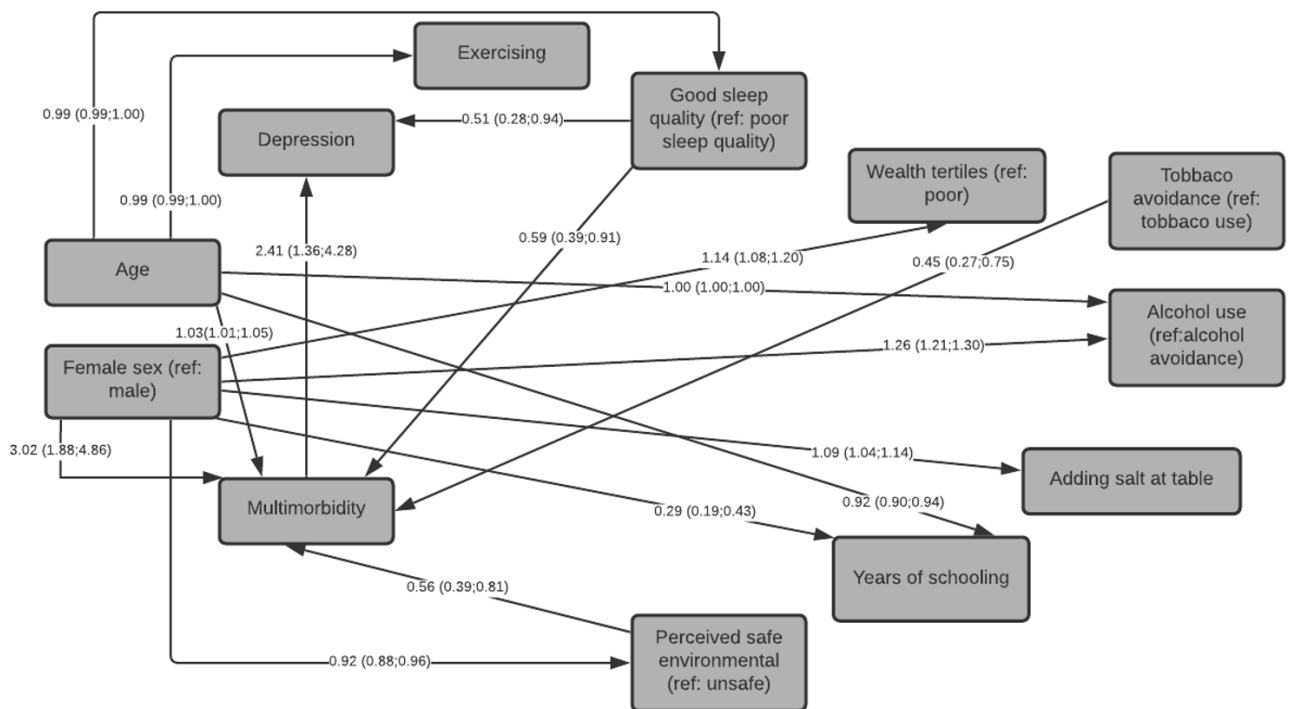 Exercising
Good sleep
quality (ref: poor
sleep quality)
0.99 (0.99;1.00)
0.51 (0.28;0.94)
Depression
Wealth tertiles (ref:
poor)
Tobbaco
avoidance (ref:
tobbaco use)
0.99 (0.99;1.00)
0.59 (0.39;0.91)
2.41 (1.36;4.28)
1.14 (1.08;1.20)
0.45 (0.27;0.75)
Age
1.00 (1.00;1.00)
Alcohol use
(ref:alcohol
avoidance)
1.03(1.01;1.05)
1.26 (1.21;1.30)
Female sex (ref:
male)
3.02 (1.88;4.86)
1.09 (1.04;1.14)
Adding salt at table
Multimorbidity
0.29 (0.19;0.43)
0.92 (0.90;0.94)
Years of schooling
0.56 (0.39;0.81)
Perceived safe
environmental
(ref: unsafe)
0.92 (0.88;0.96)